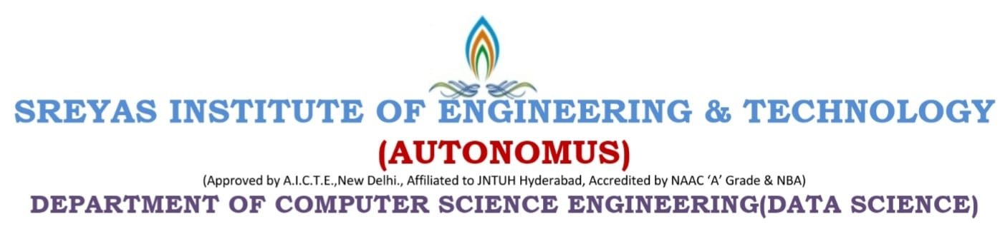 SREYAS INSTITUTE OF ENGINEERING & TECHNOLOGY
(AUTONOMUS)
(Approved by A.I.C.T.E.,New Delhi., Affiliated to JNTUH Hyderabad, Accredited by NAAC ‘A’ Grade & NBA)
DEPARTMENT OF COMPUTER SCIENCE ENGINEERING(DATA SCIENCE)